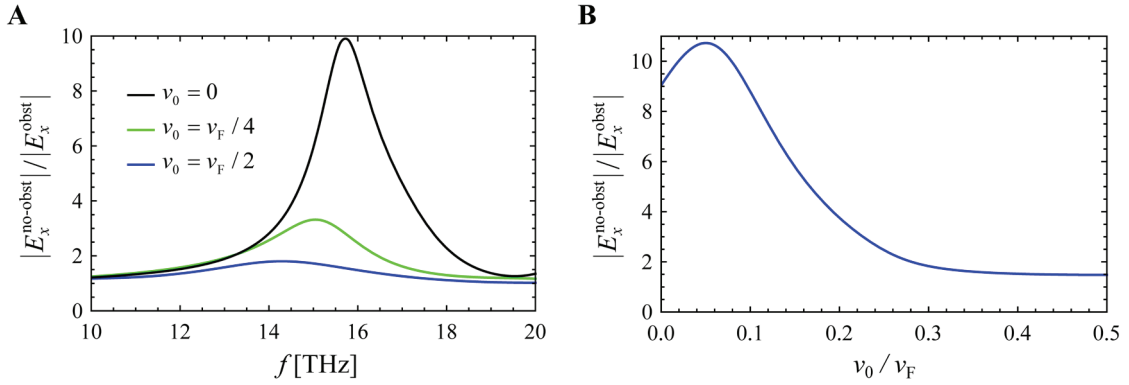 A
|E_x^no-obst|/|E_x^obst|
10
8
6
4
2
0
v_0 = 0
v_0 = v_F / 4
v_0 = v_F / 2
10 12 14 16 18 20
f [THz]
B
|E_x^no-obst|/|E_x^obst|
10
8
6
4
2
0
0.0 0.1 0.2 0.3 0.4 0.5
v_0 / v_F